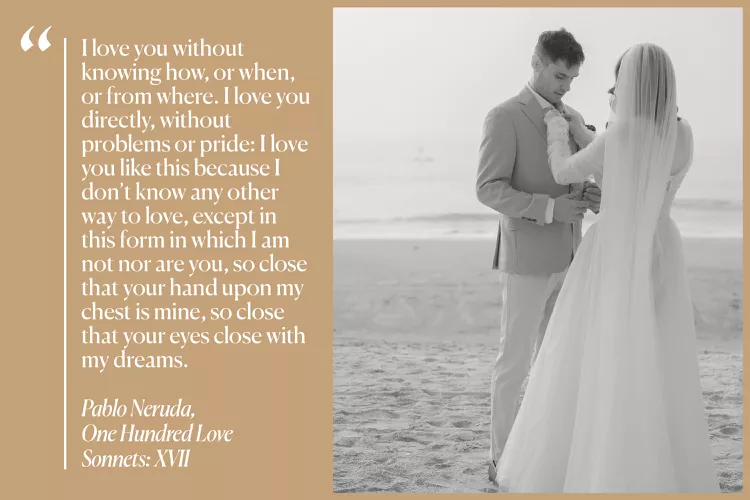 “
I love you without
knowing how, or when,
or from where. I love you
directly, without
problems or pride: I love
you like this because I
don’t know any other
way to love, except in
this form in which I am
not nor are you, so close
that your hand upon my
chest is mine, so close
that your eyes close with
my dreams.
Pablo Neruda,
One Hundred Love
Sonnets: XVII